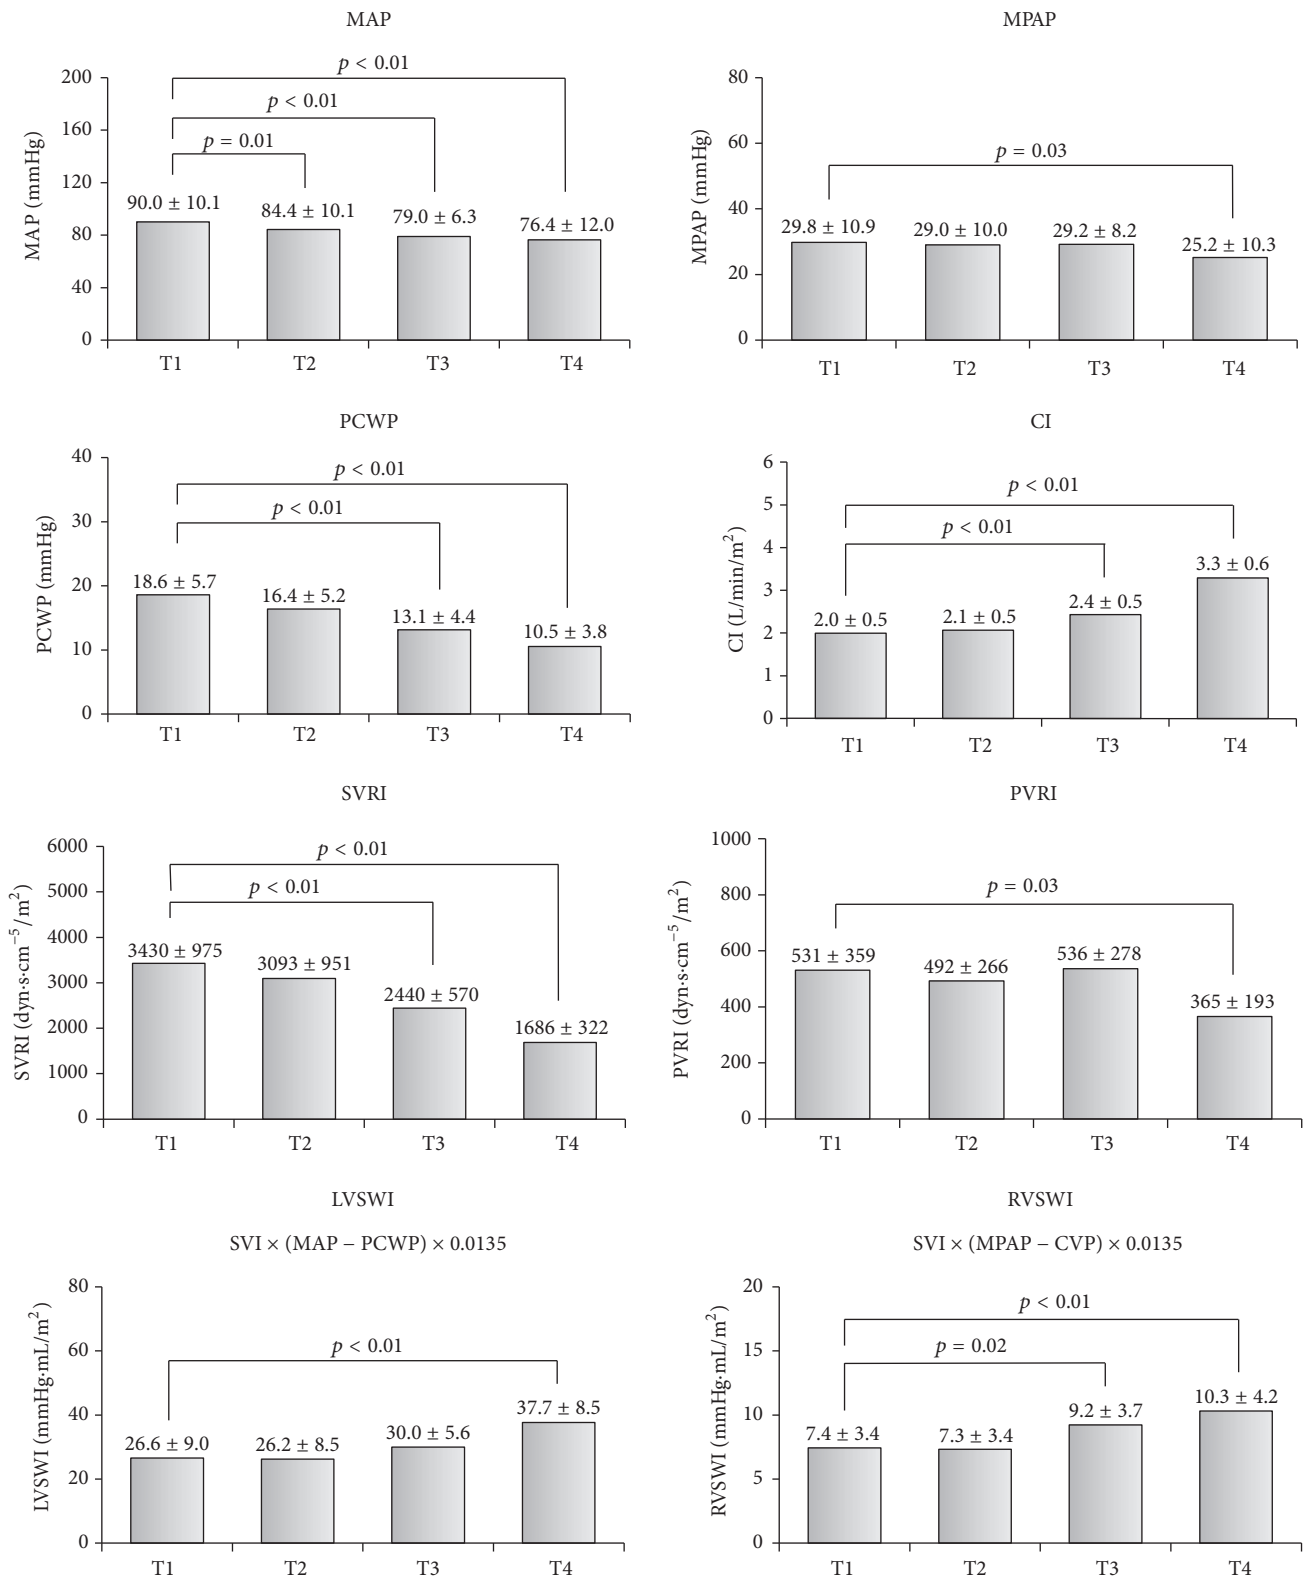 MAP
MAP (mmHg)
200
160
120
80
40
0
p < 0.01
p < 0.01
p = 0.01
90.0 ± 10.1
84.4 ± 10.1
79.0 ± 6.3
76.4 ± 12.0
T1 T2 T3 T4
MPAP
MPAP (mmHg)
80
60
40
20
0
p = 0.03
29.8 ± 10.9
29.0 ± 10.0
29.2 ± 8.2
25.2 ± 10.3
T1 T2 T3 T4
PCWP
PCWP (mmHg)
40
30
20
10
0
p < 0.01
p < 0.01
18.6 ± 5.7
16.4 ± 5.2
13.1 ± 4.4
10.5 ± 3.8
T1 T2 T3 T4
CI
CI (L/min/m²)
6
5
4
3
2
1
0
p < 0.01
p < 0.01
2.0 ± 0.5
2.1 ± 0.5
2.4 ± 0.5
3.3 ± 0.6
T1 T2 T3 T4
SVRI
SVRI (dyn·s·cm⁻⁵/m²)
6000
5000
4000
3000
2000
1000
0
p < 0.01
p < 0.01
3430 ± 975
3093 ± 951
2440 ± 570
1686 ± 322
T1 T2 T3 T4
PVRI
PVRI (dyn·s·cm⁻⁵/m²)
1000
800
600
400
200
0
p = 0.03
531 ± 359
492 ± 266
536 ± 278
365 ± 193
T1 T2 T3 T4
LVSWI
SVI × (MAP − PCWP) × 0.0135
LVSWI (mmHg·mL/m²)
80
60
40
20
0
p < 0.01
26.6 ± 9.0
26.2 ± 8.5
30.0 ± 5.6
37.7 ± 8.5
T1 T2 T3 T4
RVSWI
SVI × (MPAP − CVP) × 0.0135
RVSWI (mmHg·mL/m²)
20
15
10
5
0
p < 0.01
p = 0.02
7.4 ± 3.4
7.3 ± 3.4
9.2 ± 3.7
10.3 ± 4.2
T1 T2 T3 T4